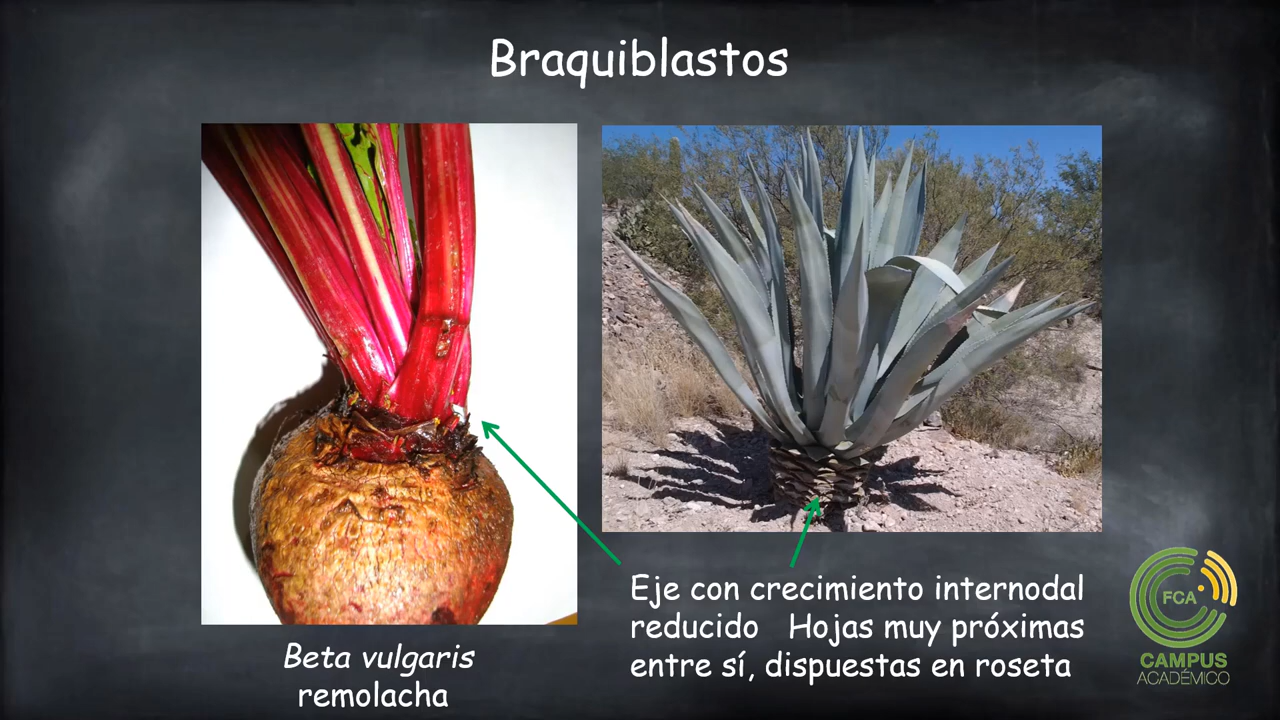 Braquiblastos
Eje con crecimiento internodal
reducido Hojas muy próximas
entre sí, dispuestas en roseta
Beta vulgaris
remolacha
FCA
CAMPUS
ACADÉMICO